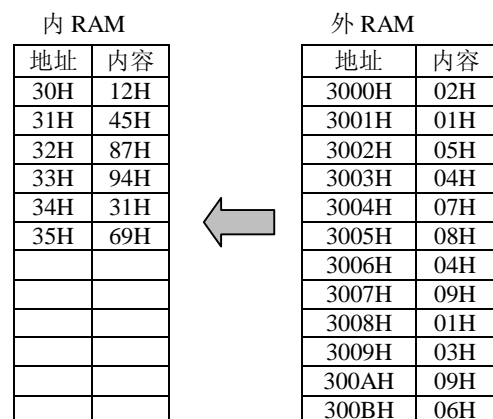 内 RAM 外 RAM
地址 内容 地址 内容
30H 12H 3000H 02H
31H 45H 3001H 01H
32H 87H 3002H 05H
33H 94H 3003H 04H
34H 31H 3004H 07H
35H 69H 3005H 08H
3006H 04H
3007H 09H
3008H 01H
3009H 03H
300AH 09H
300BH 06H